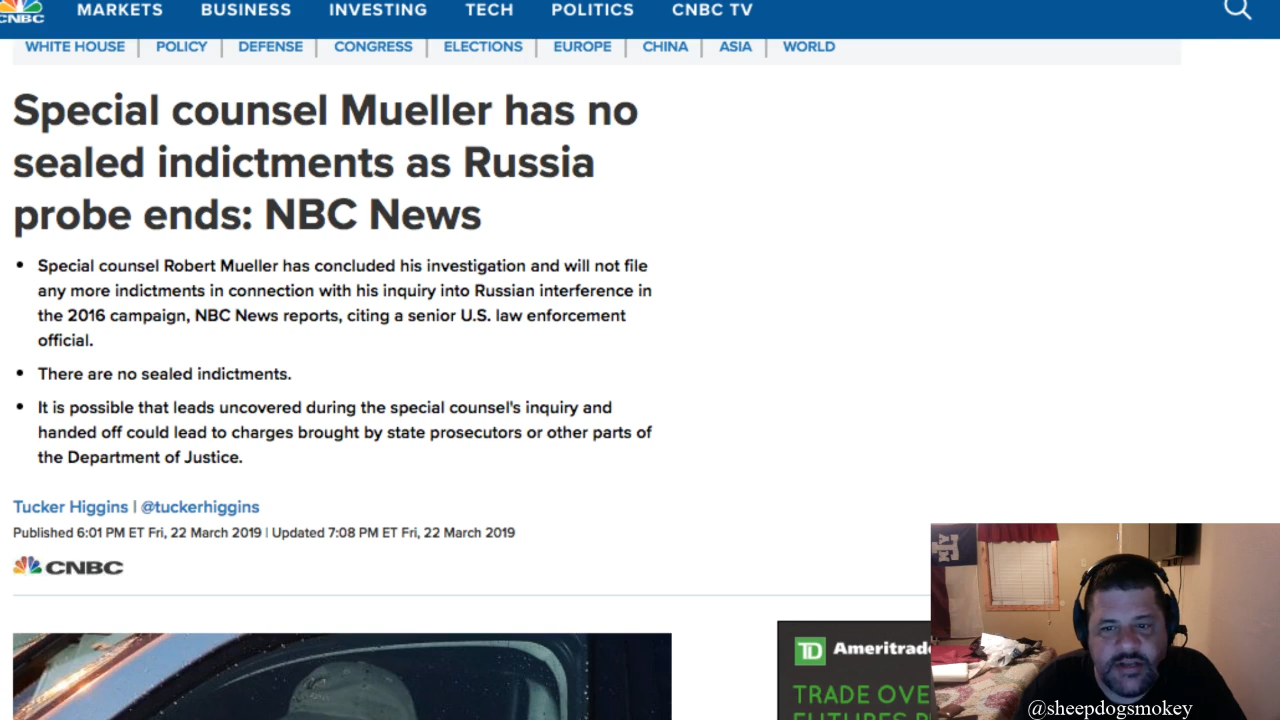 CNBC
MARKETS BUSINESS INVESTING TECH POLITICS CNBC TV
WHITE HOUSE | POLICY | DEFENSE | CONGRESS | ELECTIONS | EUROPE | CHINA | ASIA | WORLD
Special counsel Mueller has no
sealed indictments as Russia
probe ends: NBC News
• Special counsel Robert Mueller has concluded his investigation and will not file
any more indictments in connection with his inquiry into Russian interference in
the 2016 campaign, NBC News reports, citing a senior U.S. law enforcement
official.
• There are no sealed indictments.
• It is possible that leads uncovered during the special counsel's inquiry and
handed off could lead to charges brought by state prosecutors or other parts of
the Department of Justice.
Tucker Higgins | @tuckerhiggins
Published 6:01 PM ET Fri, 22 March 2019 | Updated 7:08 PM ET Fri, 22 March 2019
CNBC
TD Ameritrade
TRADE OVE
@sheepdogsmokey